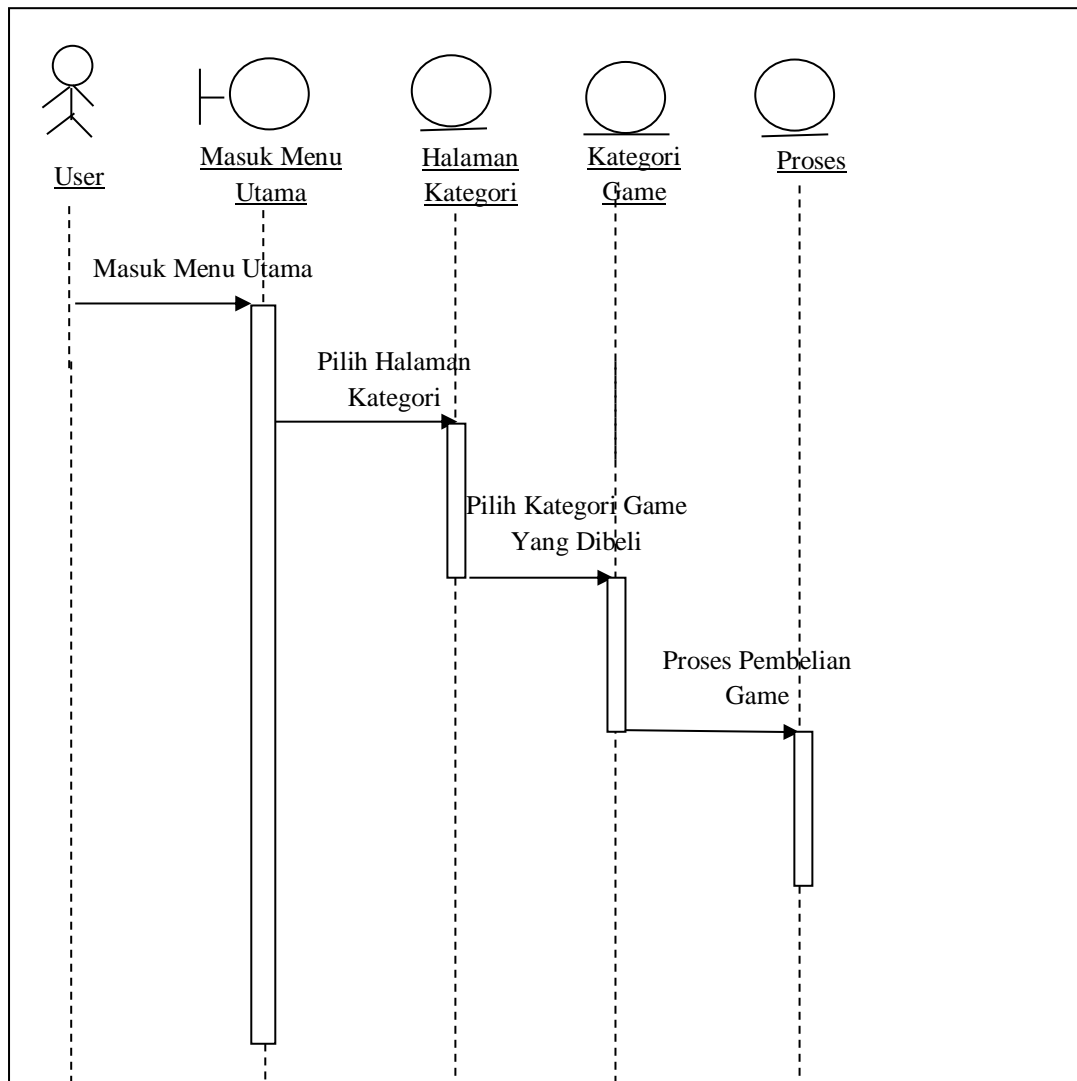 User
Masuk Menu
Utama
Halaman
Kategori
Kategori
Game
Proses
Masuk Menu Utama
Pilih Halaman
Kategori
Pilih Kategori Game
Yang Dibeli
Proses Pembelian
Game